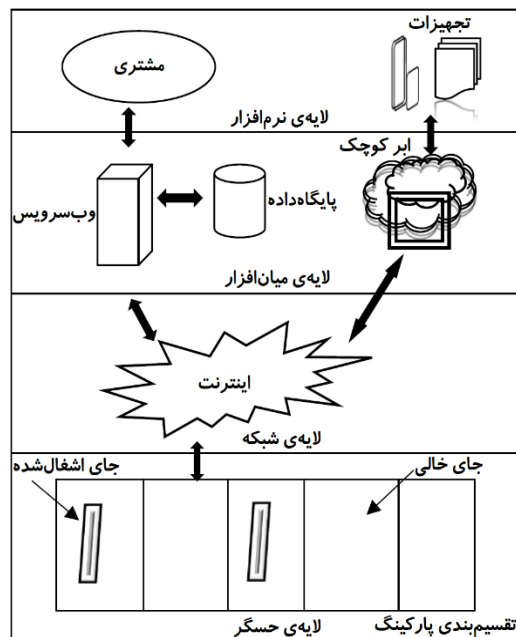 تجهیزات
مشتری
لایه‌ی نرم‌افزار
ابر کوچک
پایگاه‌داده
وب‌سرویس
لایه‌ی میان‌افزار
اینترنت
لایه‌ی شبکه
جای خالی
جای اشغال‌شده
تقسیم‌بندی پارکینگ
لایه‌ی حسگر